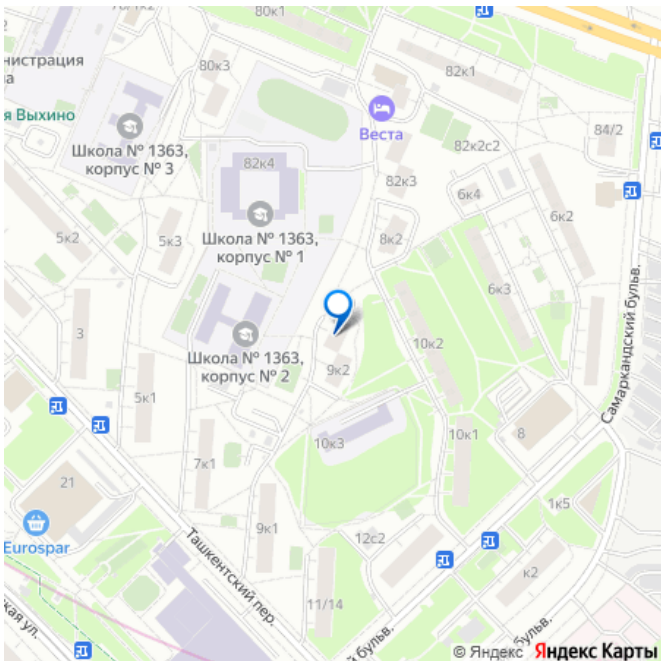 80к1
нистрация
ва
80к3
82к1
я Выхино
Веста
84/2
Школа № 1363,
корпус № 3
82к4
82к2с2
82к3
6к4
6к2
5к2
5к3
Школа № 1363,
корпус № 1
8к2
6к3
Самаркандский бульв.
3
10к2
Школа № 1363,
корпус № 2
9к2
5к1
10к3
10к1
8
7к1
21
1к5
Eurospar
9к1
12с2
Ташкентский пер.
к2
11/14
кая ул.
й бульв.
бульв.
© Яндекс Яндекс Карты